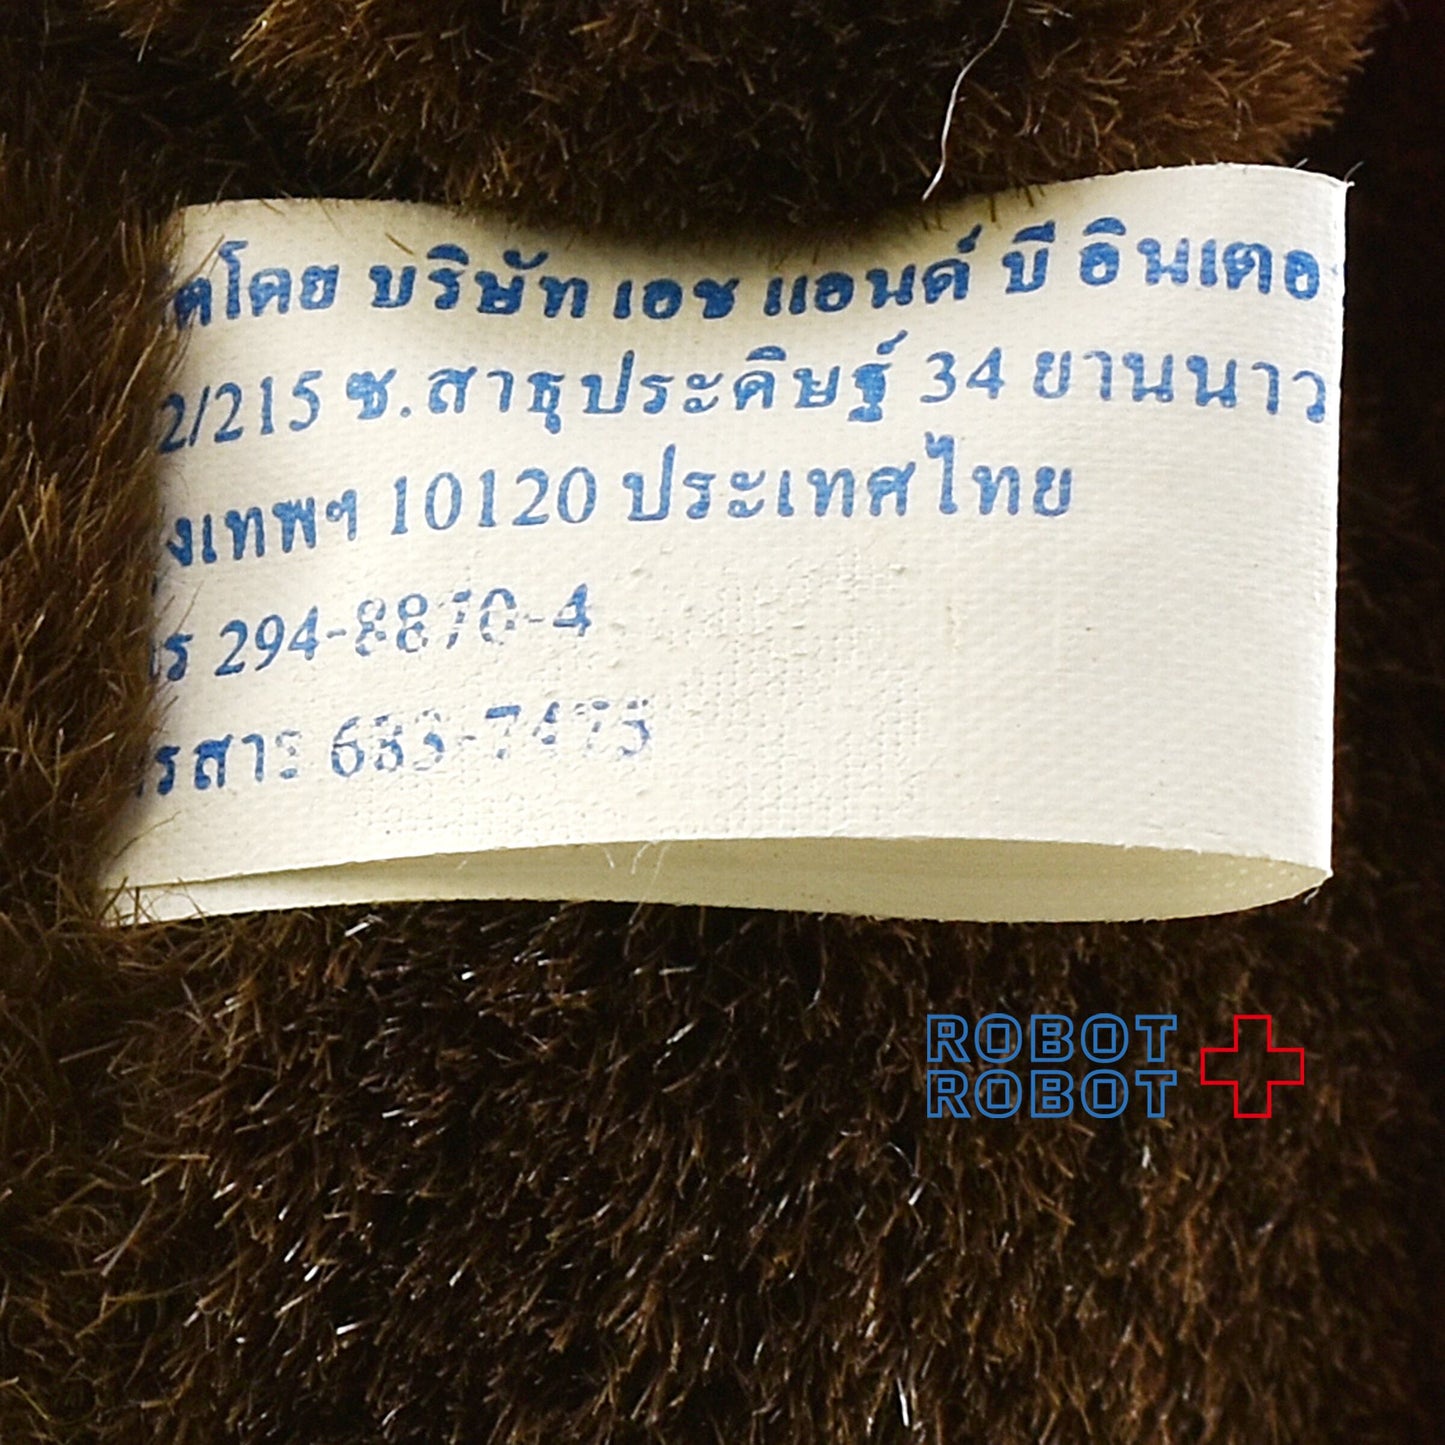 ตโดย บริษัท เอช แอนด์ บี อินเตอ
2/215 ซ.สาธุประดิษฐ์ 34 ยานนาว
งเทพฯ 10120 ประเทศไทย
ร 294-8870-4
รสาร 683-7475
ROBOT
ROBOT